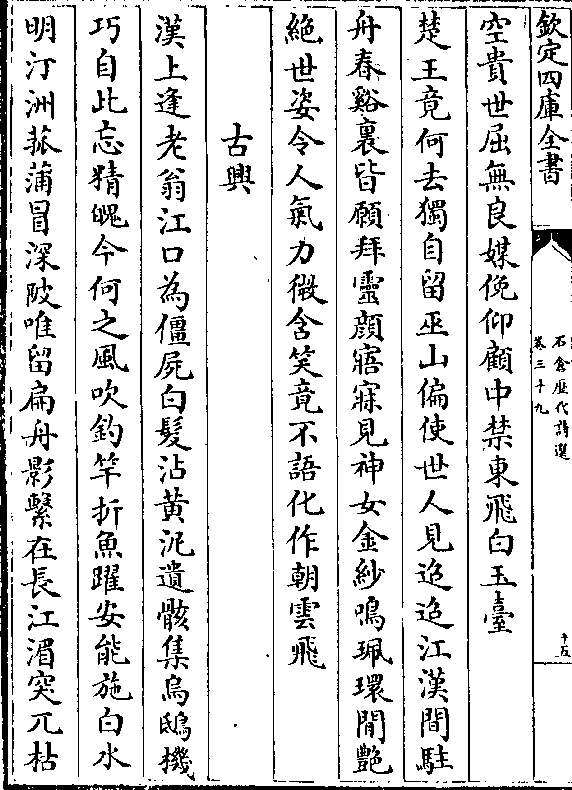 欽定四庫全書
石倉歷代詩選
卷三十九
十五
空貴世屈無良媒俛仰顧中禁東飛白玉臺
楚王竟何去獨自留巫山偏使世人見迢迢江漢間駐
舟春谿裏皆願拜靈顔寤寐見神女金紗鳴珮環閒艷
絶世姿令人氣力微含笑竟不語化作朝雲飛
古興
漢上逢老翁江口為僵屍白髮沾黄泥遺骸集烏鴟機
巧自此忘精魄今何之風吹釣竿折魚躍安能施白水
明汀洲菰蒲冒深陂唯留扁舟影繫在長江湄突兀枯